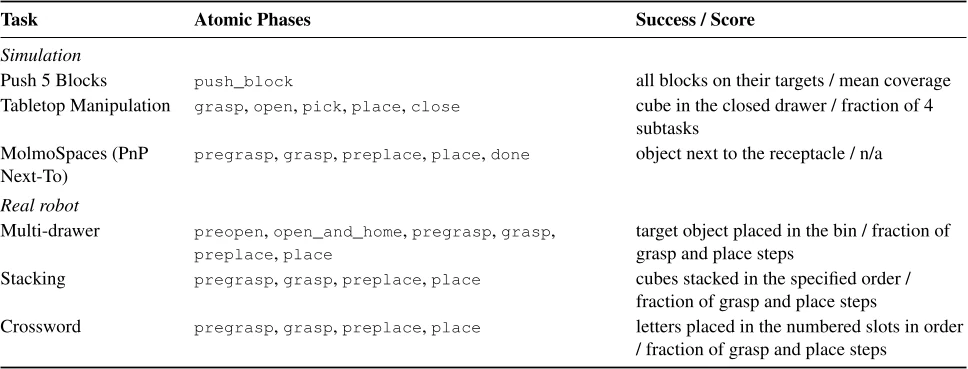 Task Atomic Phases Success / Score
Simulation
Push 5 Blocks push_block all blocks on their targets / mean coverage
Tabletop Manipulation grasp, open, pick, place, close cube in the closed drawer / fraction of 4
subtasks
MolmoSpaces (PnP pregrasp, grasp, preplace, place, done object next to the receptacle / n/a
Next-To)
Real robot
Multi-drawer preopen, open_and_home, pregrasp, grasp, target object placed in the bin / fraction of
preplace, place grasp and place steps
Stacking pregrasp, grasp, preplace, place cubes stacked in the specified order /
fraction of grasp and place steps
Crossword pregrasp, grasp, preplace, place letters placed in the numbered slots in order
/ fraction of grasp and place steps